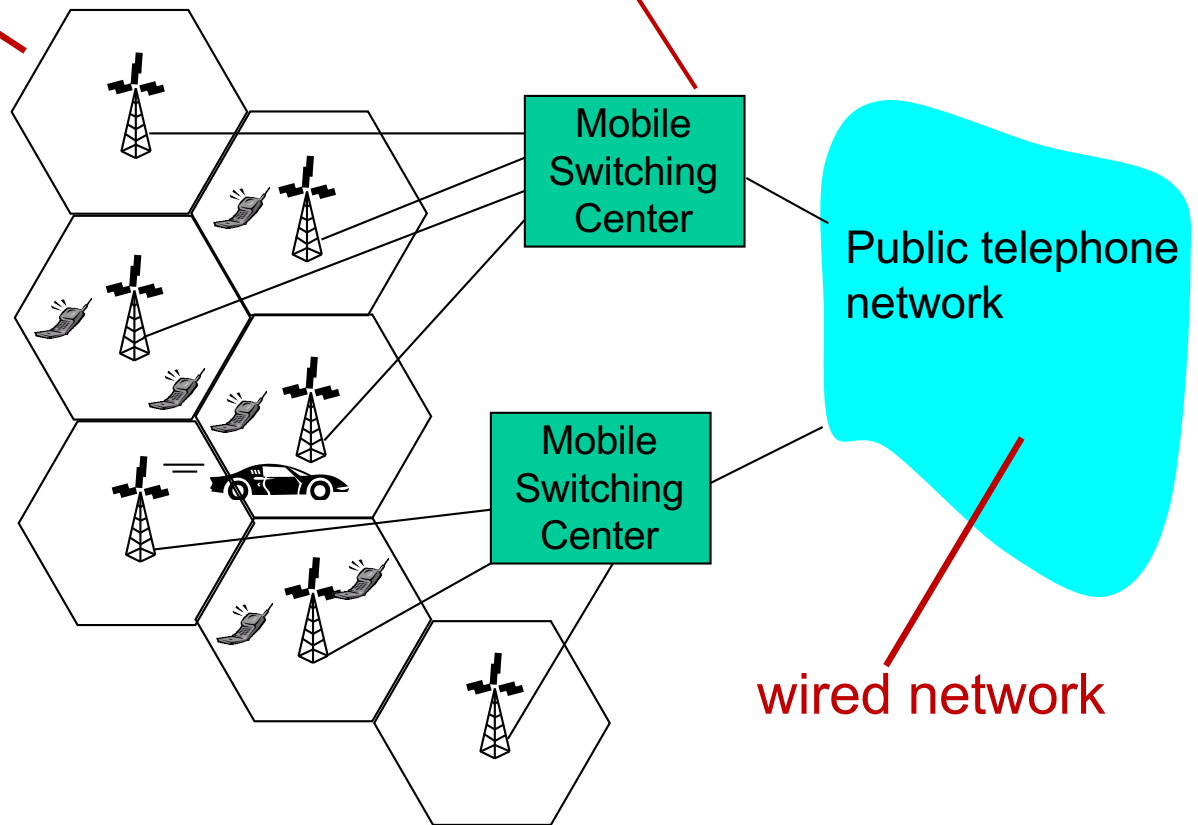 Mobile
Switching
Center
Public telephone
network
Mobile
Switching
Center
wired network